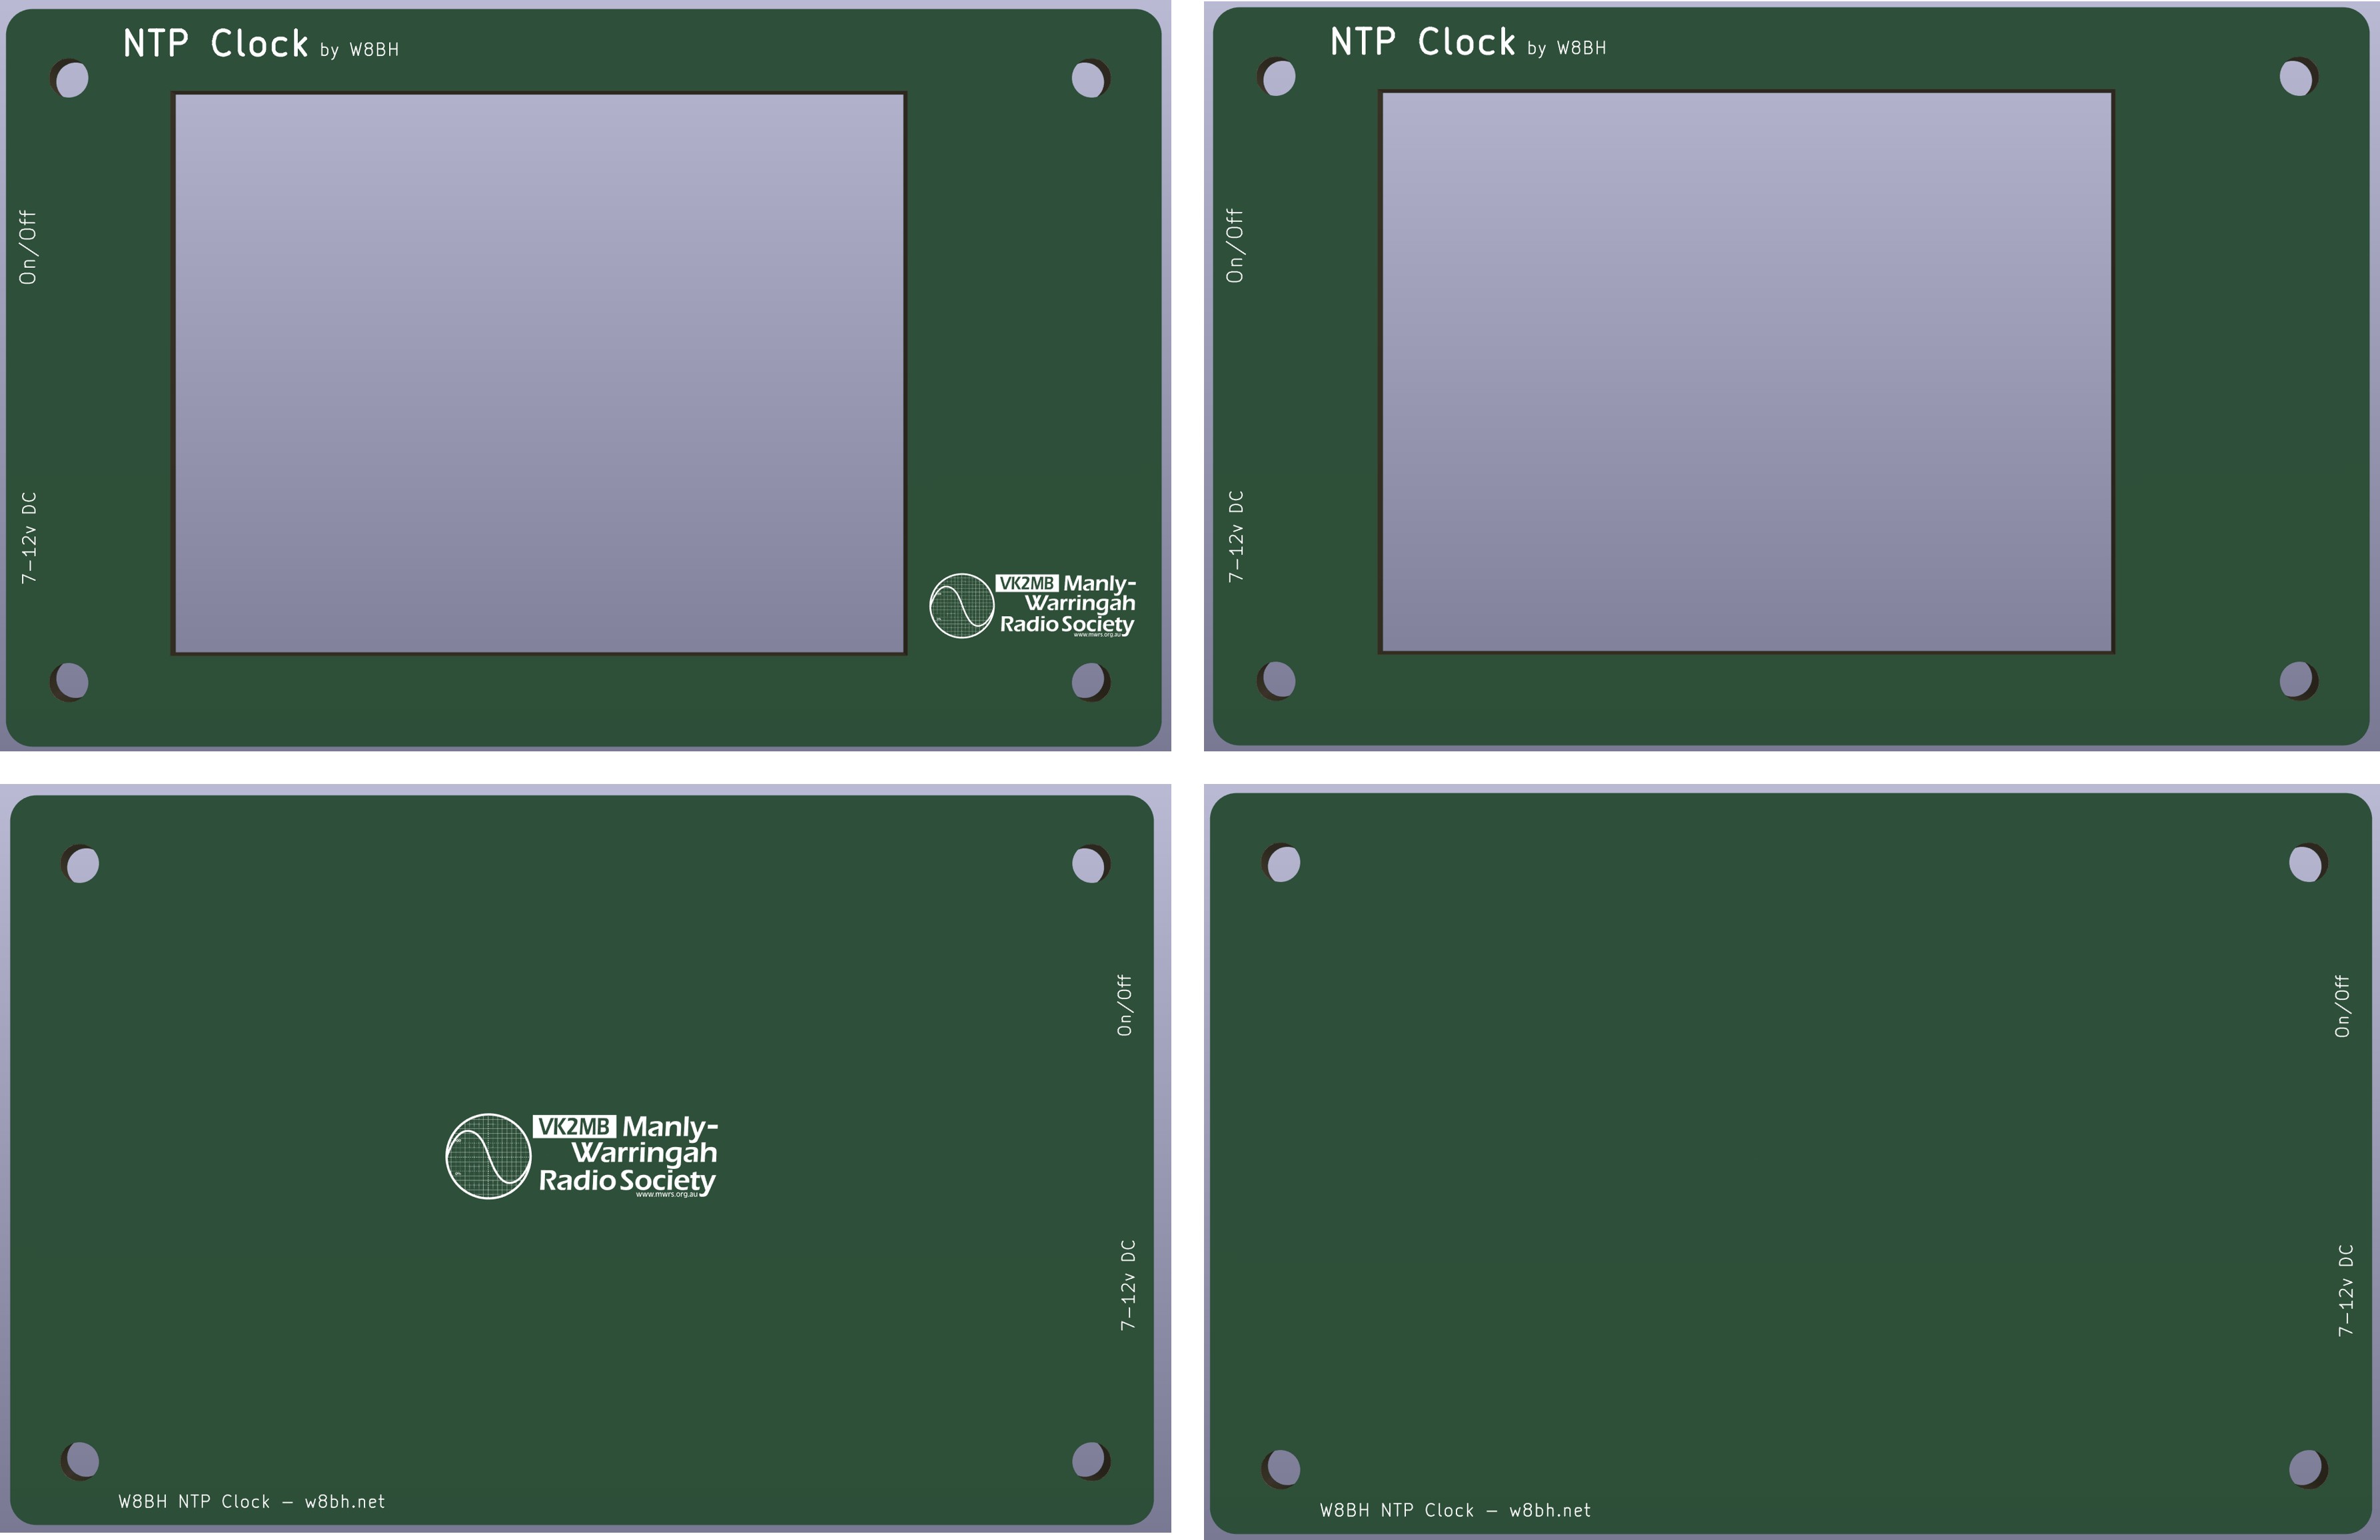 NTP Clock by W8BH
On/Off
7-12v DC
VK2MB Manly-
Warringah
Radio Society
www.mwrs.org.au
NTP Clock by W8BH
On/Off
7-12v DC
On/Off
VK2MB Manly-
Warringah
Radio Society
www.mwrs.org.au
7-12v DC
W8BH NTP Clock – w8bh.net
On/Off
7-12v DC
W8BH NTP Clock – w8bh.net